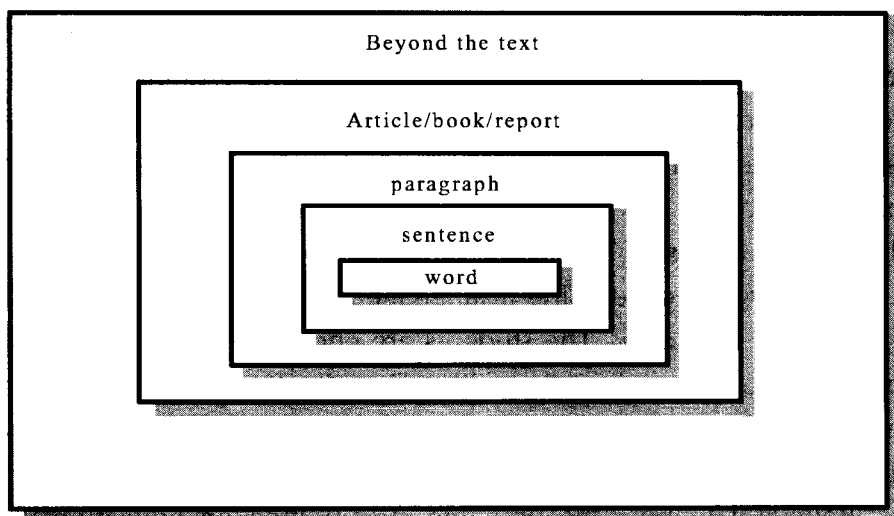 Beyond the text
Article/book/report
paragraph
sentence
word